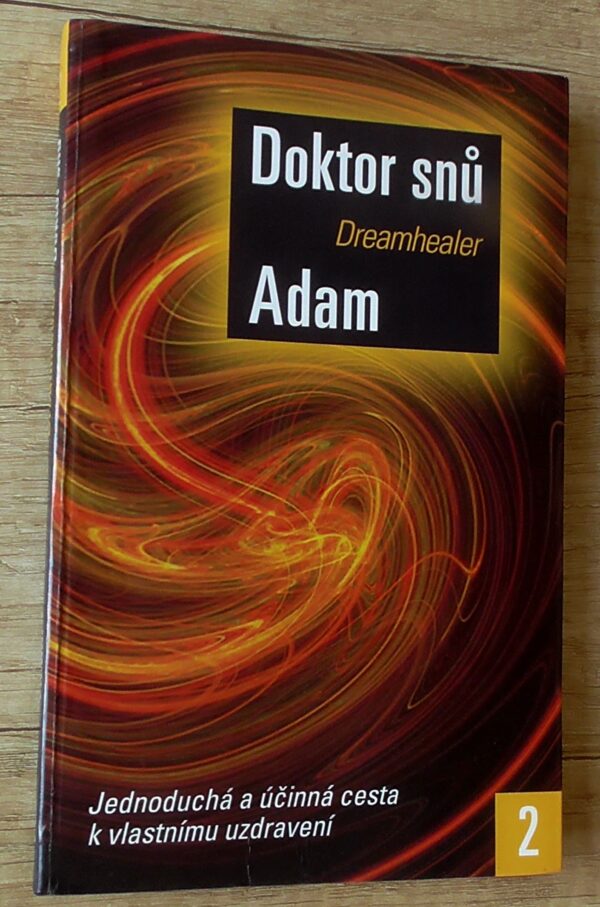 Doktor snů
Dreamhealer
Adam
Jednoduchá a účinná cesta
k vlastnímu uzdravení
2